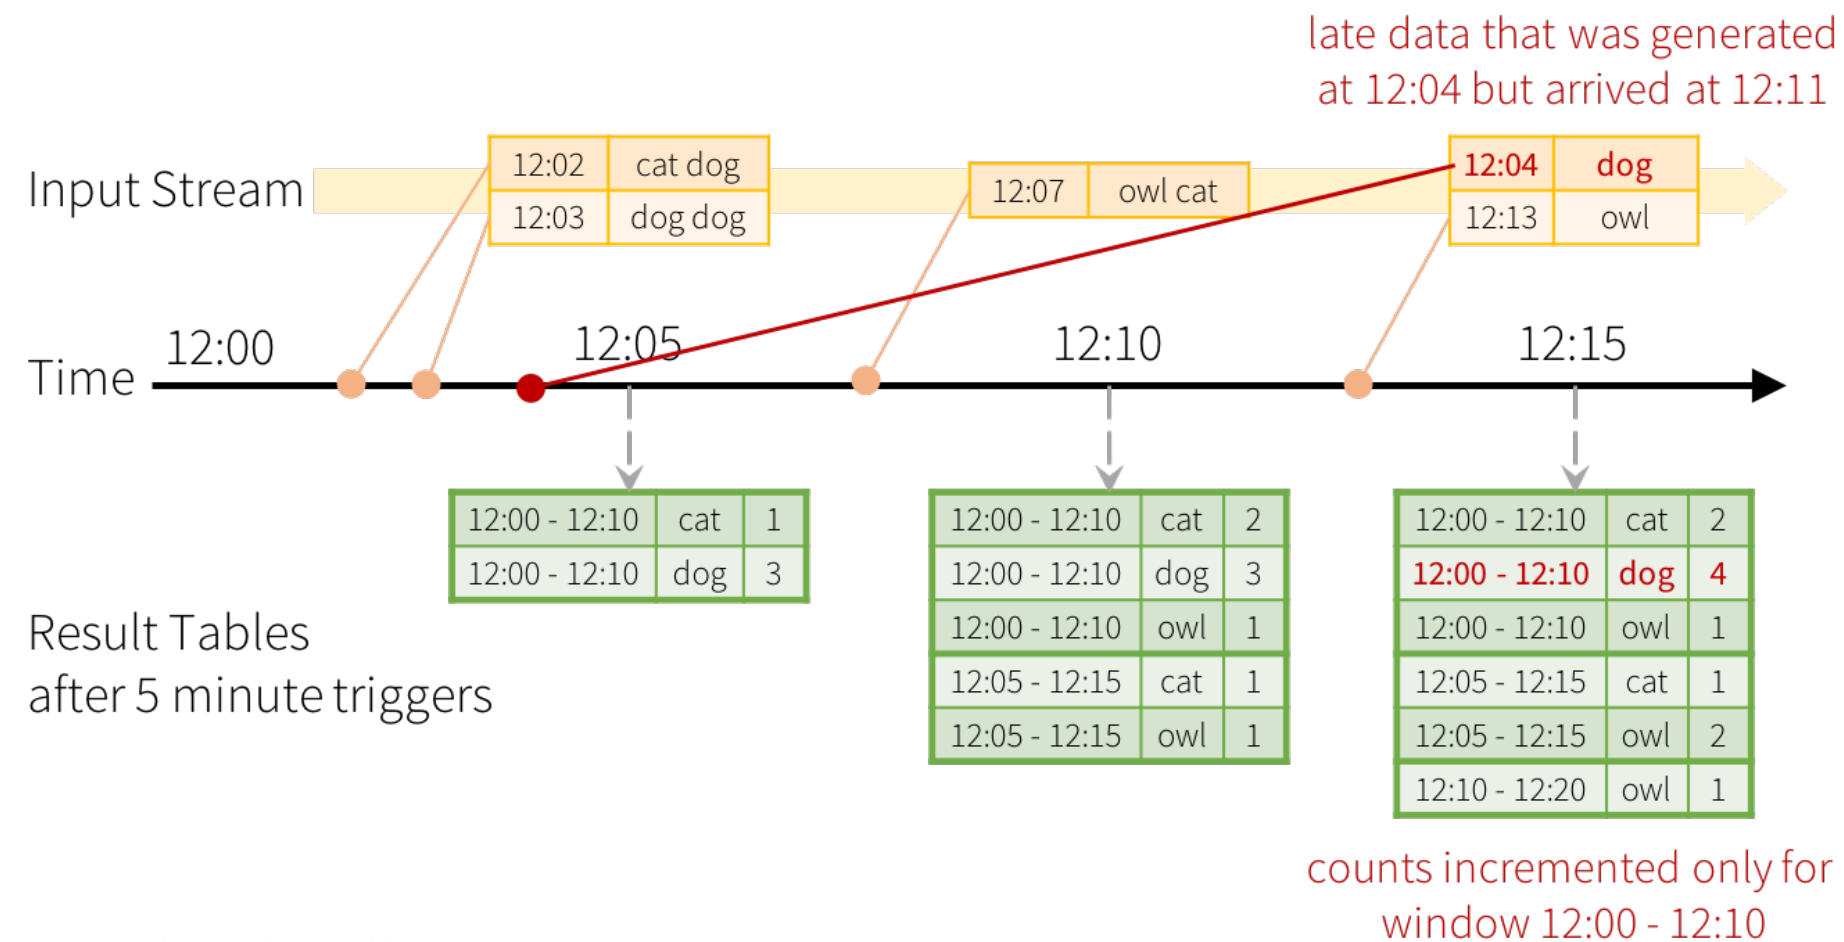 late data that was generated
at 12:04 but arrived at 12:11
Input Stream
12:02 cat dog
12:03 dog dog
12:07 owl cat
12:04 dog
12:13 owl
Time
12:00
12:05
12:10
12:15
12:00 - 12:10 cat 1
12:00 - 12:10 dog 3
12:00 - 12:10 cat 2
12:00 - 12:10 dog 3
12:00 - 12:10 owl 1
12:05 - 12:15 cat 1
12:05 - 12:15 owl 1
12:00 - 12:10 cat 2
12:00 - 12:10 dog 4
12:00 - 12:10 owl 1
12:05 - 12:15 cat 1
12:05 - 12:15 owl 2
12:10 - 12:20 owl 1
Result Tables
after 5 minute triggers
counts incremented only for
window 12:00 - 12:10